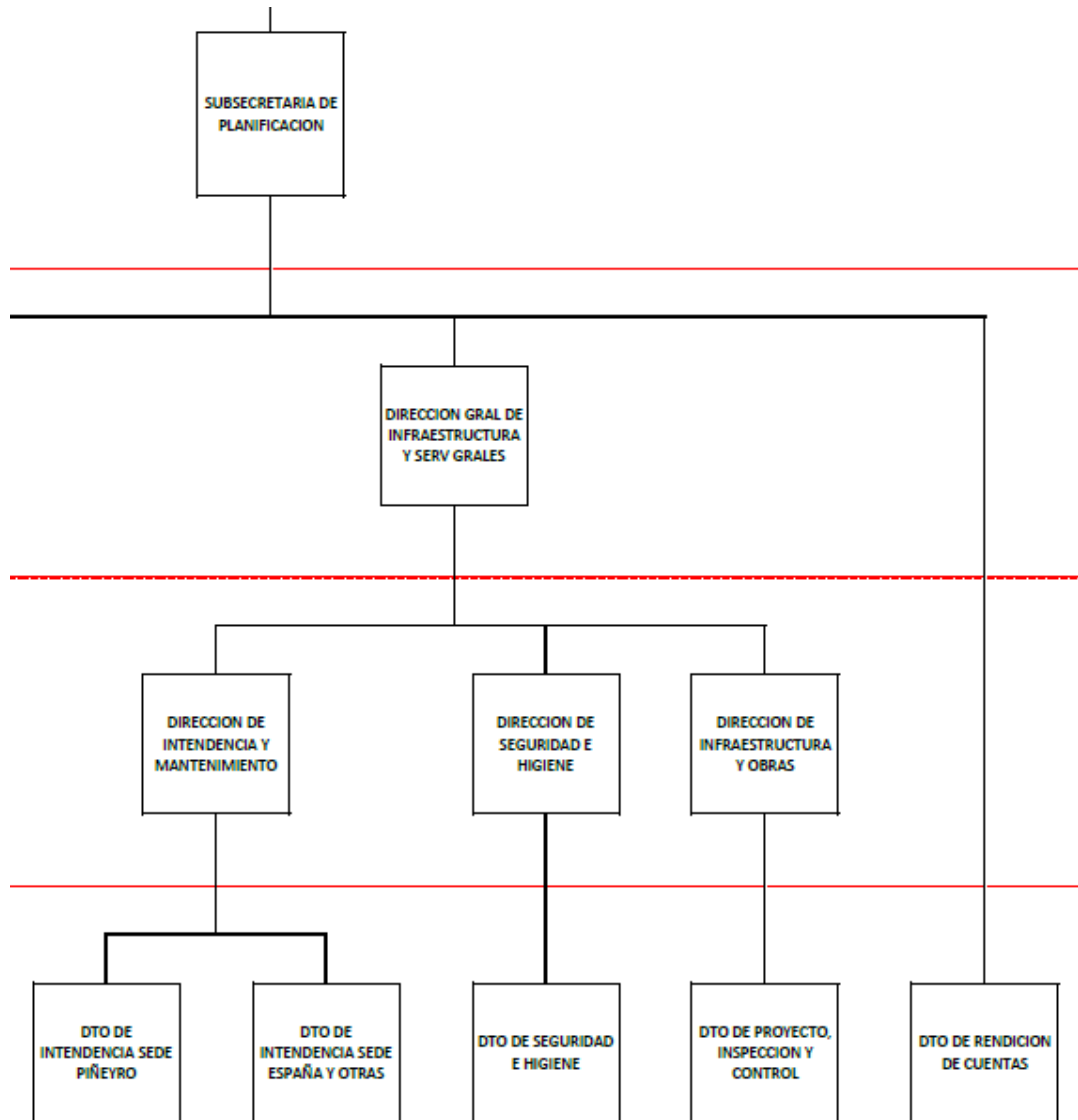 SUBSECRETARIA DE
PLANIFICACION
DIRECCION GRAL DE
INFRAESTRUCTURA
Y SERV GRALES
DIRECCION DE
INTENDENCIA Y
MANTENIMIENTO
DIRECCION DE
SEGURIDAD E
HIGIENE
DIRECCION DE
INFRAESTRUCTURA
Y OBRAS
DTO DE
INTENDENCIA SEDE
PIÑEYRO
DTO DE
INTENDENCIA SEDE
ESPAÑA Y OTRAS
DTO DE SEGURIDAD
E HIGIENE
DTO DE PROYECTO,
INSPECCION Y
CONTROL
DTO DE RENDICION
DE CUENTAS